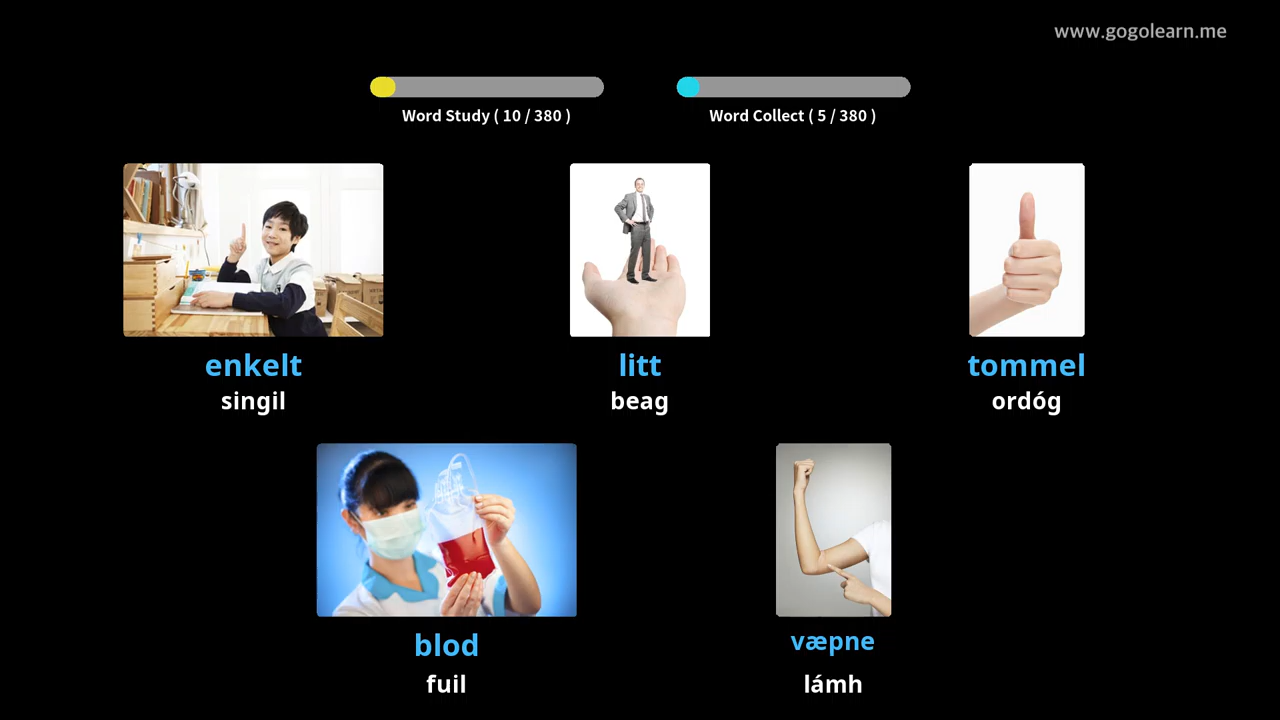 www.gogolearn.me
Word Study ( 10 / 380 )
Word Collect ( 5 / 380 )
enkelt
singil
litt
beag
tommel
ordóg
blod
fuil
væpne
lámh